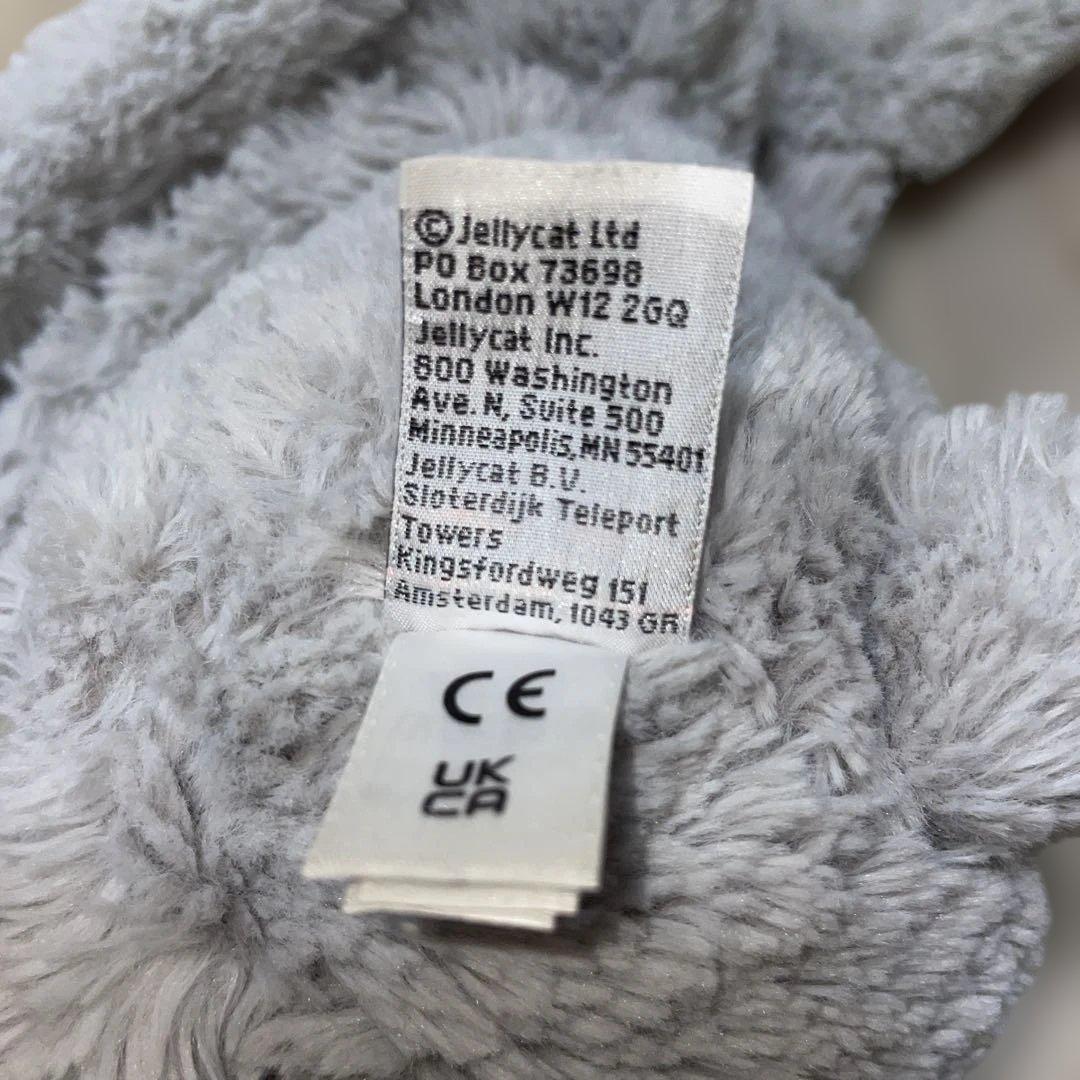 © Jellycat Ltd
PO Box 73698
London W12 2GQ
Jellycat Inc.
800 Washington
Ave. N, Suite 500
Minneapolis, MN 55401
Jellycat B.V.
Sloterdijk Teleport
Towers
Kingsfordweg 151
Amsterdam, 1043 GR
CE
UK
CA